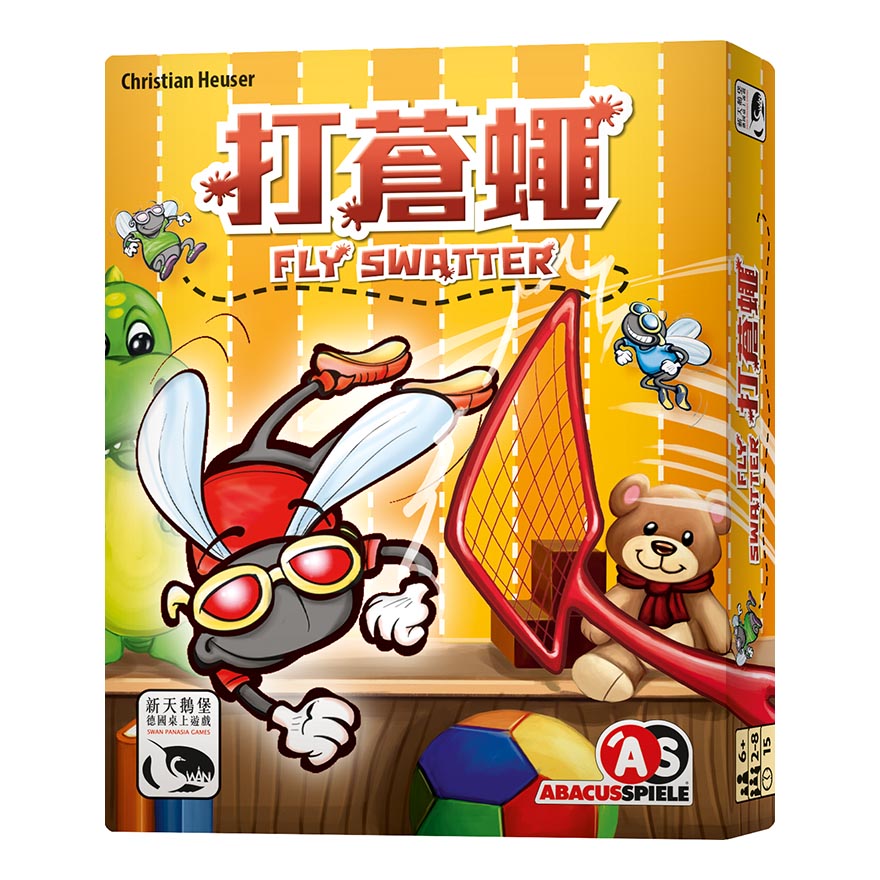 Christian Heuser
打蒼蠅
FLY SWATTER
新天鵝堡
德國桌上遊戲
SWAN PANASIA GAMES
SWAN
AS
ABACUSSPIELE
打蒼蠅
FLY
SWATTER
6+
2-8
15